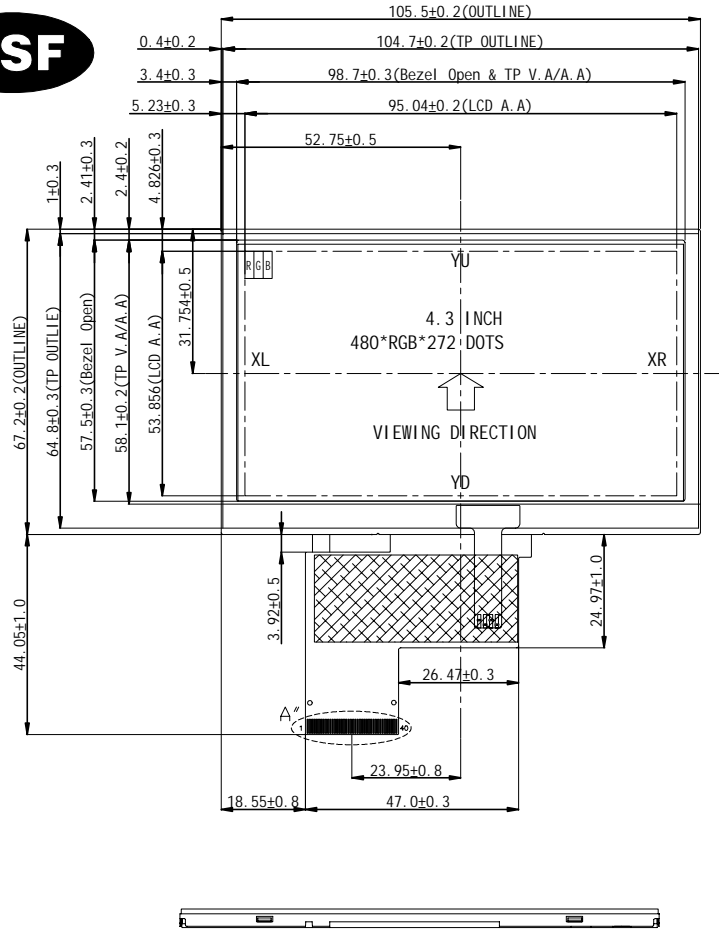 105.5±0.2(OUTLINE)
SF
0.4±0.2
104.7±0.2(TP OUTLINE)
3.4±0.3
98.7±0.3(Bezel Open & TP V.A/A.A)
5.23±0.3
95.04±0.2(LCD A.A)
52.75±0.5
1±0.3
2.41±0.3
2.4±0.2
4.826±0.3
67.2±0.2(OUTLINE)
64.8±0.3(TP OUTLIE)
57.5±0.3(Bezel Open)
58.1±0.2(TP V.A/A.A)
53.856(LCD A.A)
31.754±0.5
R G B
YU
4.3 INCH
480*RGB*272 DOTS
XL
XR
VIEWING DIRECTION
YD
44.05±1.0
3.92±0.5
24.97±1.0
26.47±0.3
A"
1
40
23.95±0.8
18.55±0.8
47.0±0.3